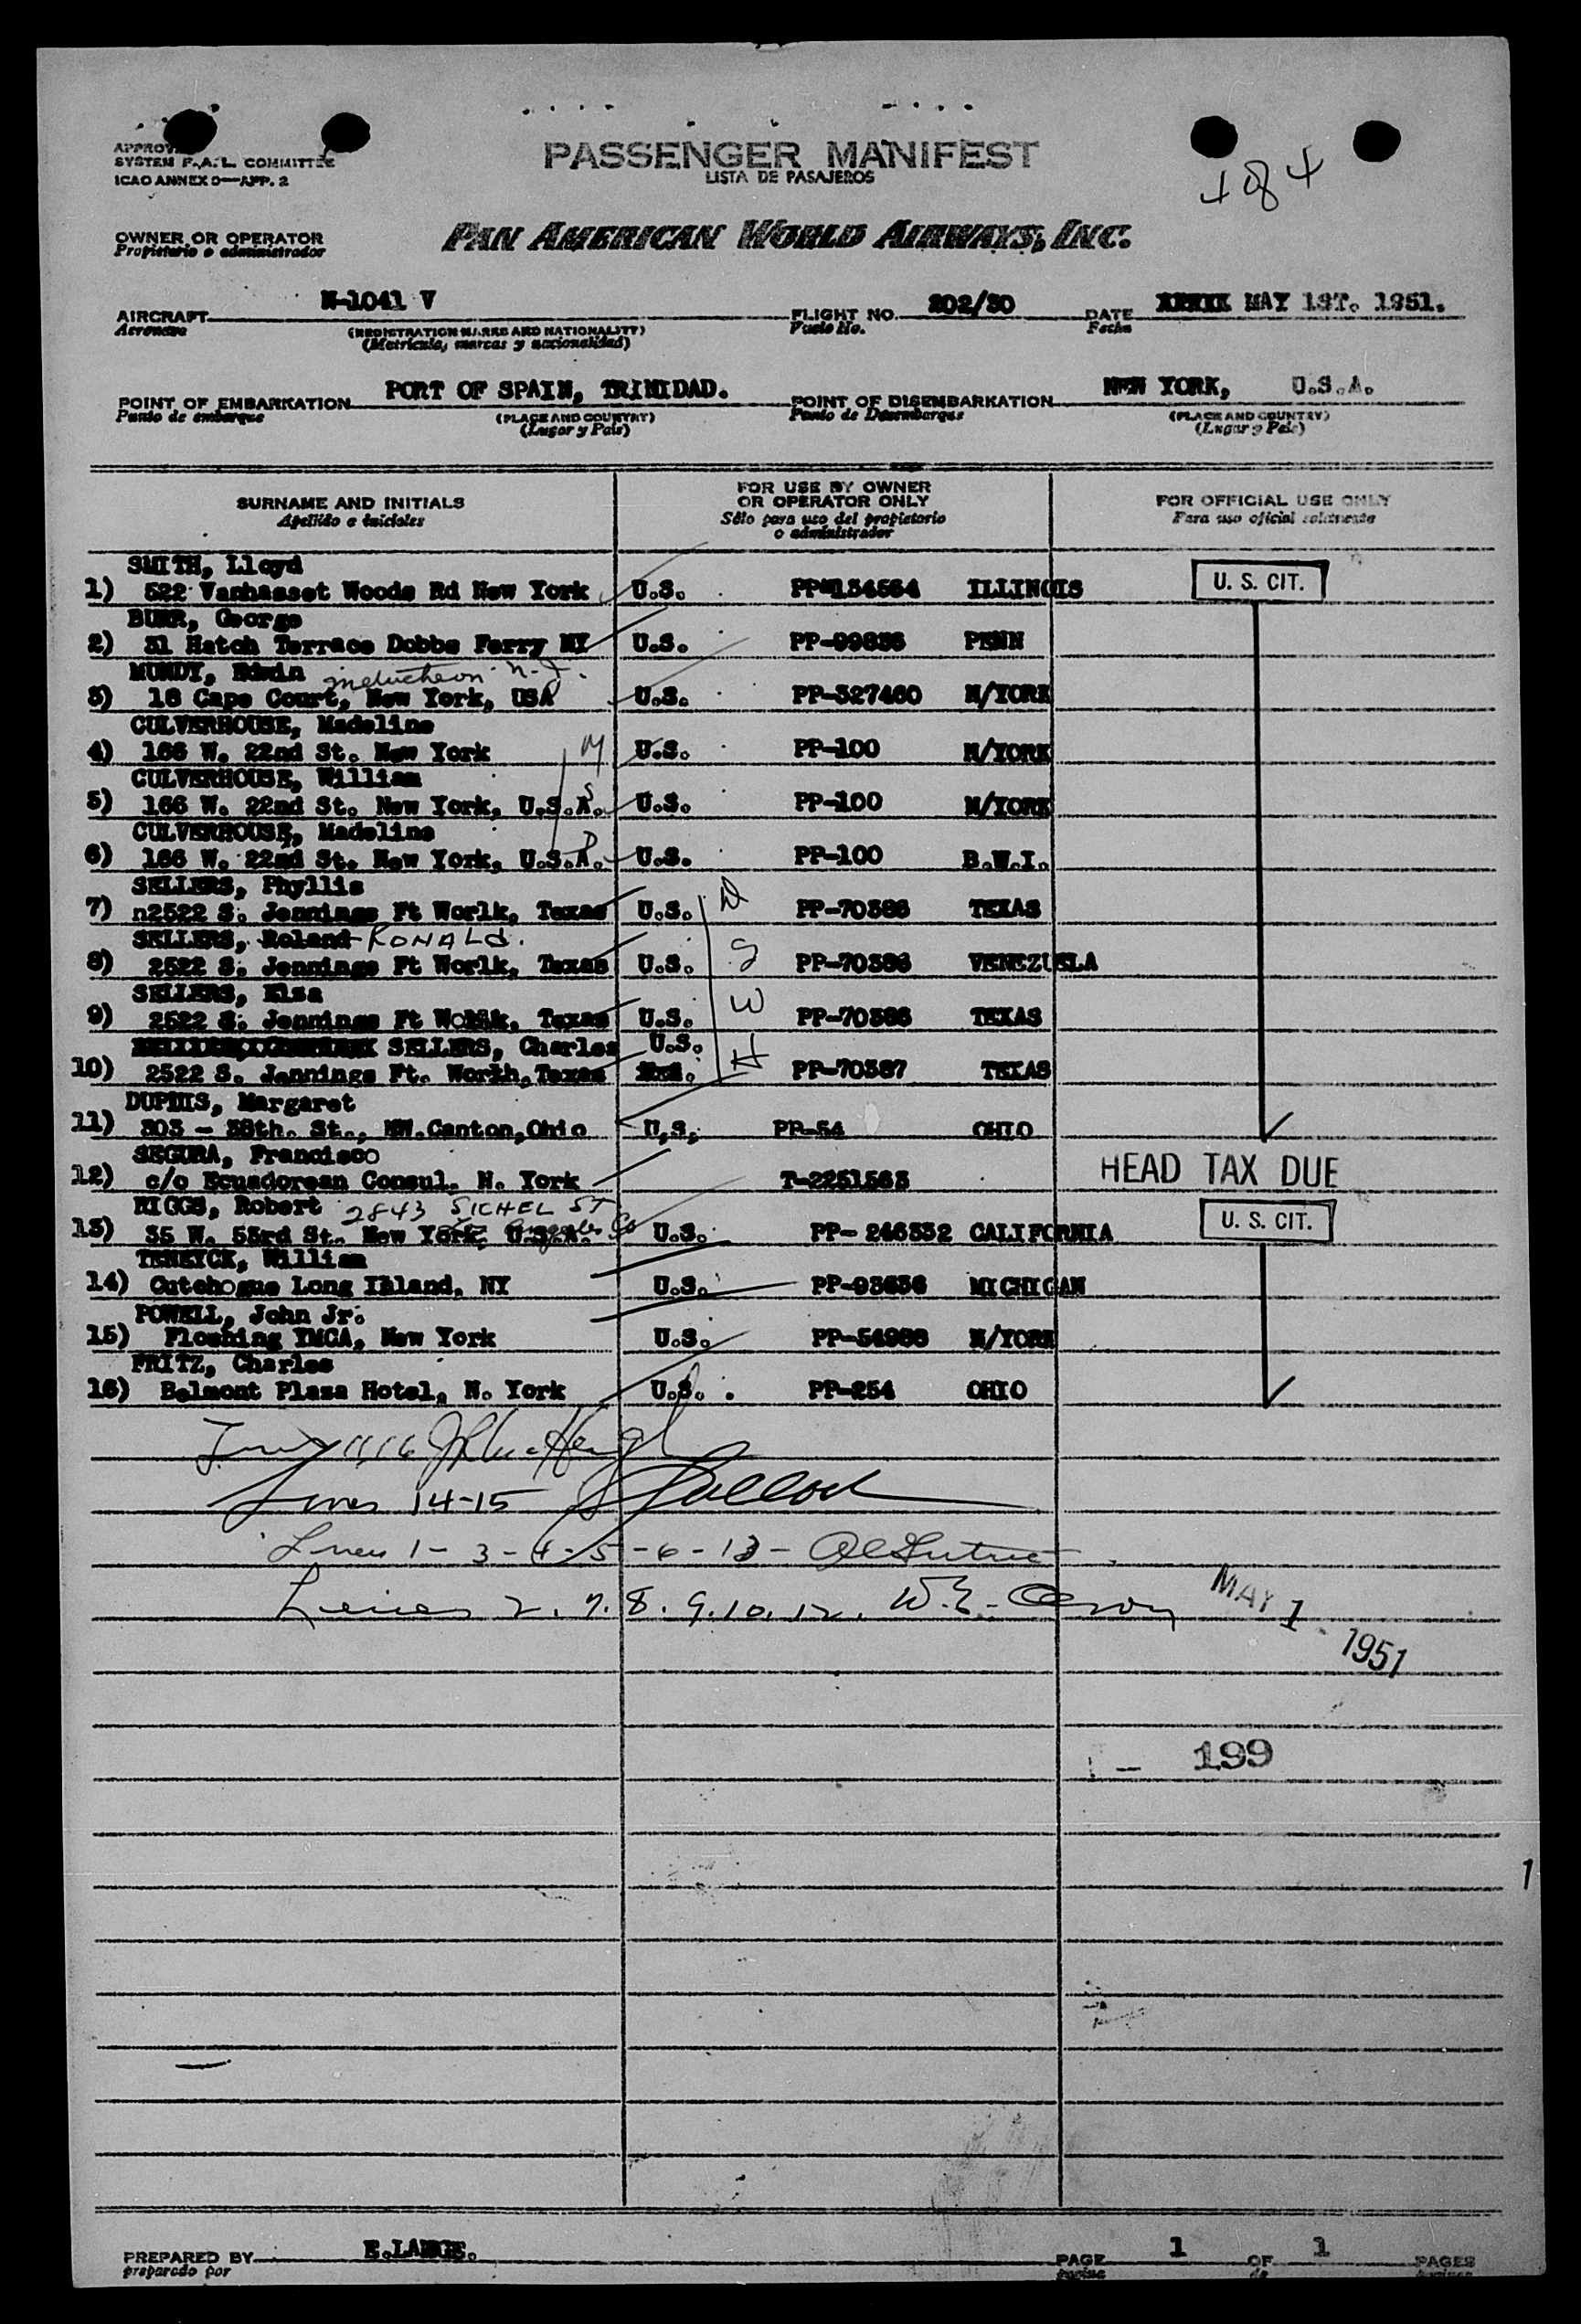 SYSTEM F.A.L. COMMITTEE
ICAO ANNEX 9—APP. 2
PASSENGER MANIFEST
LISTA DE PASAJEROS
484
OWNER OR OPERATOR
Propietario o administrador
PAN AMERICAN WORLD AIRWAYS, INC.
AIRCRAFT N-1041 V FLIGHT NO. 202/30 DATE MAY 1ST. 1951.
Aeronave (REGISTRATION MARKS AND NATIONALITY) Vuelo No. Fecha
(Matrícula, marcas y nacionalidad)
POINT OF EMBARKATION PORT OF SPAIN, TRINIDAD. POINT OF DISEMBARKATION NEW YORK, U.S.A.
Punto de embarque (PLACE AND COUNTRY) Punto de Desembarque (PLACE AND COUNTRY)
(Lugar y País) (Lugar y País)
SURNAME AND INITIALS FOR USE BY OWNER OR OPERATOR ONLY FOR OFFICIAL USE ONLY
Apellido e iniciales Sólo para uso del propietario o administrador Para uso oficial solamente
SMITH, Lloyd
1) 522 Vanhasset Woods Rd New York U.S. 134564 ILLINOIS U. S. CIT.
BURR, George
2) 31 Hatch Terrace Dobbs Ferry NY U.S. PP-99836 PENN
MUNDY, Edwin Metucheon N.J.
3) 18 Cape Court, New York, USA U.S. PP-327460 N/YORK
CULVERHOUSE, Madeline
4) 166 W. 22nd St. New York M U.S. PP-100 N/YORK
CULVERHOUSE, William
5) 166 W. 22nd St. New York, U.S.A. S U.S. PP-100 N/YORK
CULVERHOUSE, Madeline
6) 166 W. 22nd St. New York, U.S.A. D U.S. PP-100 B.W.I.
SELLERS, Phyllis
7) n2522 S. Jennings Ft Worlk, Texas U.S. D PP-70386 TEXAS
SELLERS, Roland RONALd.
8) 2522 S. Jennings Ft Worlk, Texas U.S. S PP-70386 VENEZUELA
SELLERS, Elsa
9) 2522 S. Jennings Ft Texas U.S. W PP-70386 TEXAS
SELLERS, Charles U.S.
10) 2522 S. Jennings Ft. Worth, Texas H PP-70387 TEXAS
DUPUIS, Margaret
11) 303 - 38th. St., NW. Canton, Ohio U,S, PP-54 OHIO
SEGURA, Francisco
12) c/o Ecuadorean Consul. N. York T-2251563 HEAD TAX DUE
RIGGS, Robert 2843 SICHEL ST
13) 35 W. 53rd St. New York, U.S.A. U.S. PP- 246332 CALIFORNIA U. S. CIT.
TENEYCK, William
14) Cutchogue Long Island, NY U.S. PP-93636 MICHIGAN
POWELL, John Jr.
15) Floshing YMCA, New York U.S. PP-54988 N/YORK
FRITZ, Charles
16) Belmont Plaza Hotel, N. York U.S. PP-254 OHIO
Lines 14-15
Lines 1-3-4-5-6-13-
Lines 2.7.8.9.10.12. W.E.
MAY 1 1951
199
1
PREPARED BY E.LANGE. PAGE 1 OF 1 PAGES
preparado por